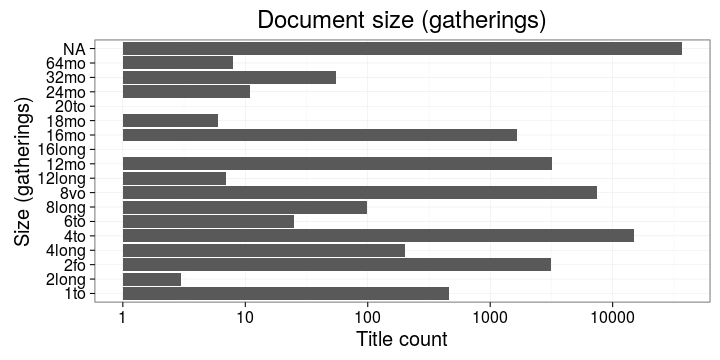 Document size (gatherings)
NA
64mo
32mo
24mo
20to
18mo
16mo
16long
12mo
12long
8vo
8long
6to
4to
4long
2fo
2long
1to
Size (gatherings)
1 10 100 1000 10000
Title count